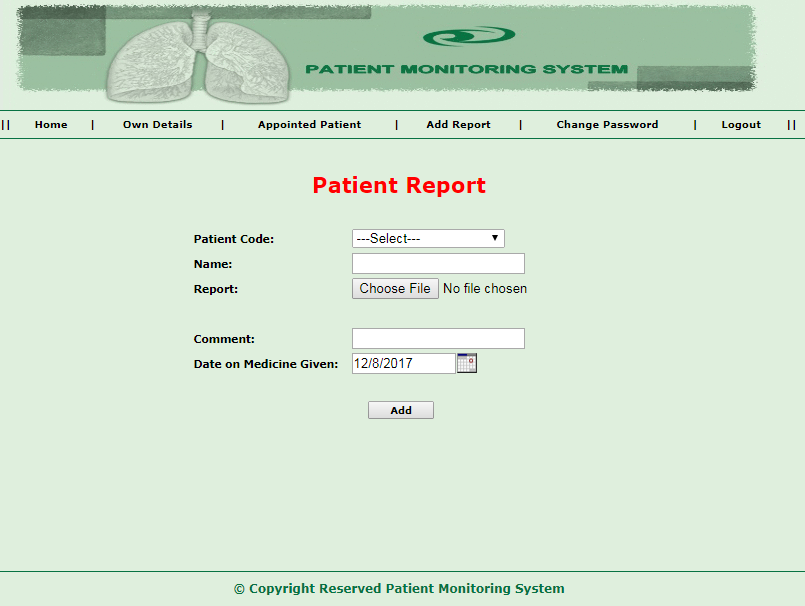 PATIENT MONITORING SYSTEM
|| Home | Own Details | Appointed Patient | Add Report | Change Password | Logout ||
Patient Report
Patient Code: ---Select---
Name:
Report: Choose File No file chosen
Comment:
Date on Medicine Given: 12/8/2017
Add
© Copyright Reserved Patient Monitoring System